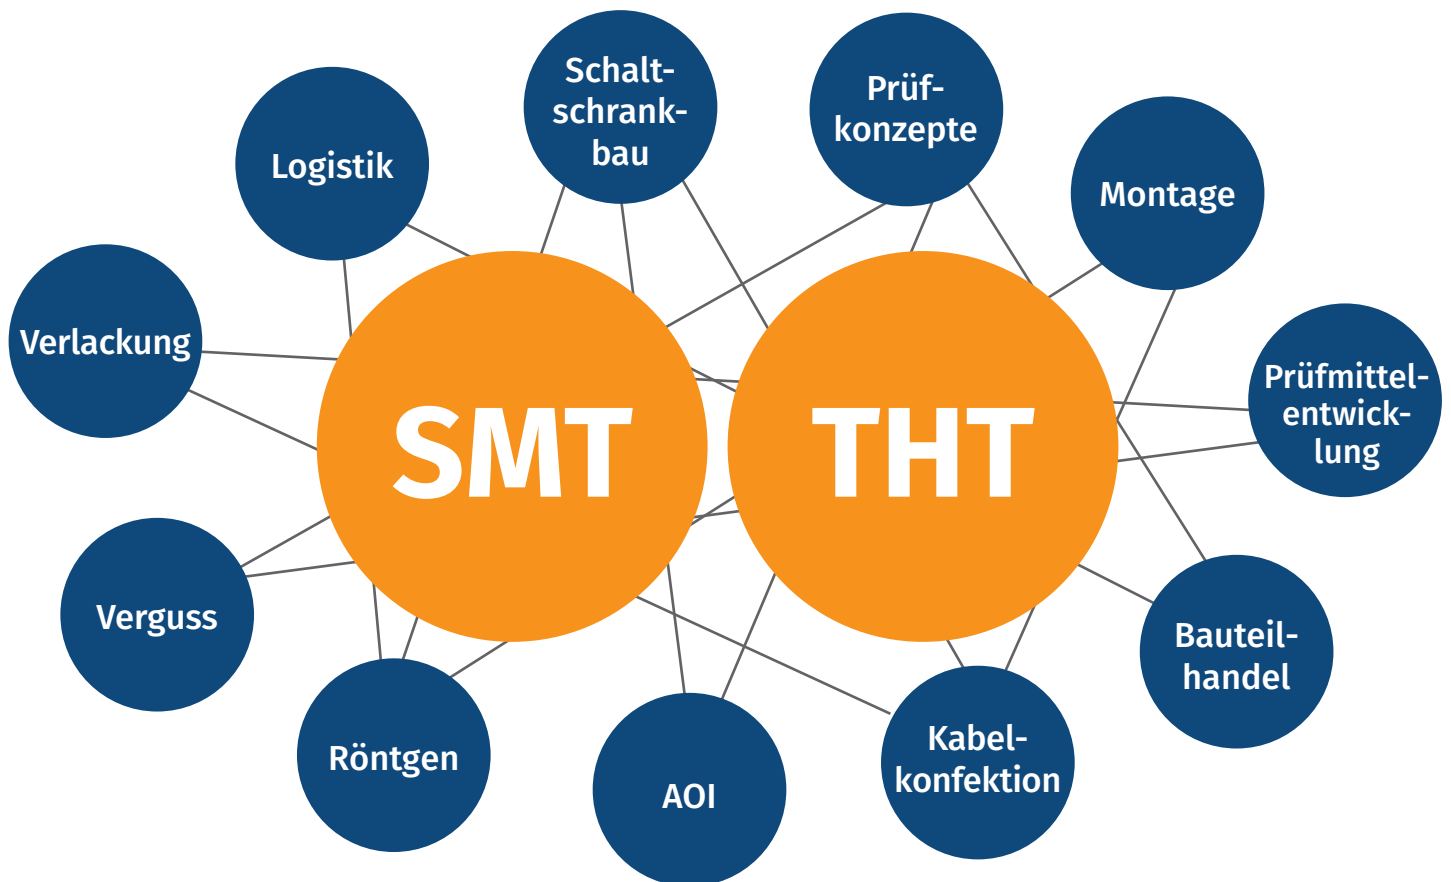 Schalt-
schrank-
bau
Prüf-
konzepte
Logistik
Montage
Verlackung
Prüfmittel-
entwick-
lung
SMT
THT
Verguss
Bauteil-
handel
Röntgen
AOI
Kabel-
konfektion